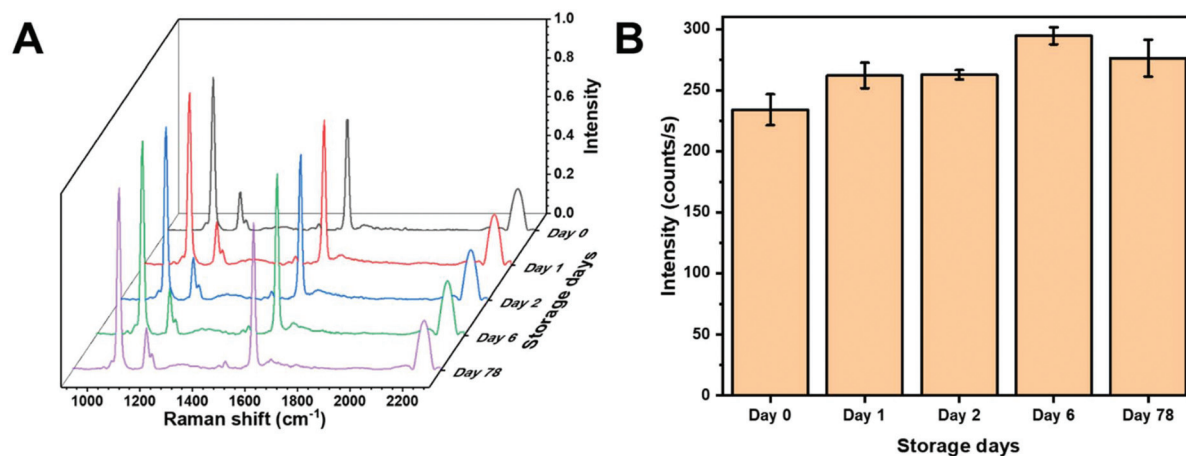 A
1.0
0.8
0.6
0.4
0.2
0.0
Intensity
Day 0
Day 1
Day 2
Day 6
Day 78
Storage days
1000 1200 1400 1600 1800 2000 2200
Raman shift (cm⁻¹)
B
300
250
200
150
100
50
0
Intensity (counts/s)
Day 0 Day 1 Day 2 Day 6 Day 78
Storage days